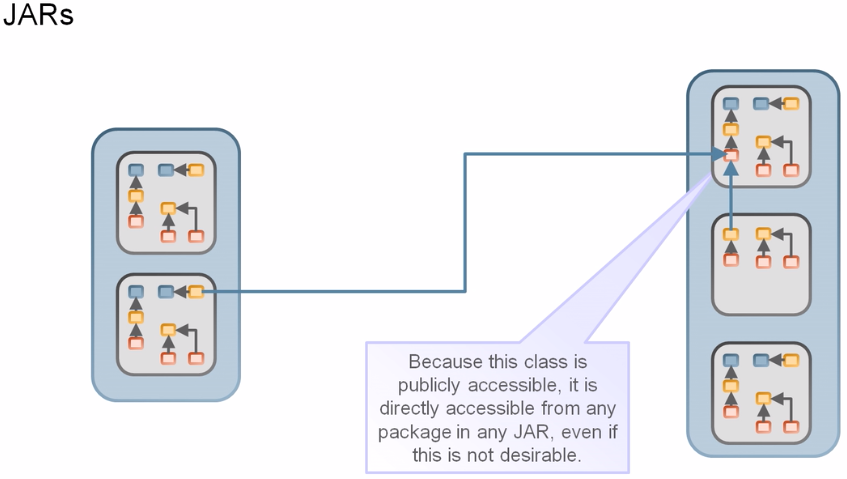 JARs
Because this class is
publicly accessible, it is
directly accessible from any
package in any JAR, even if
this is not desirable.